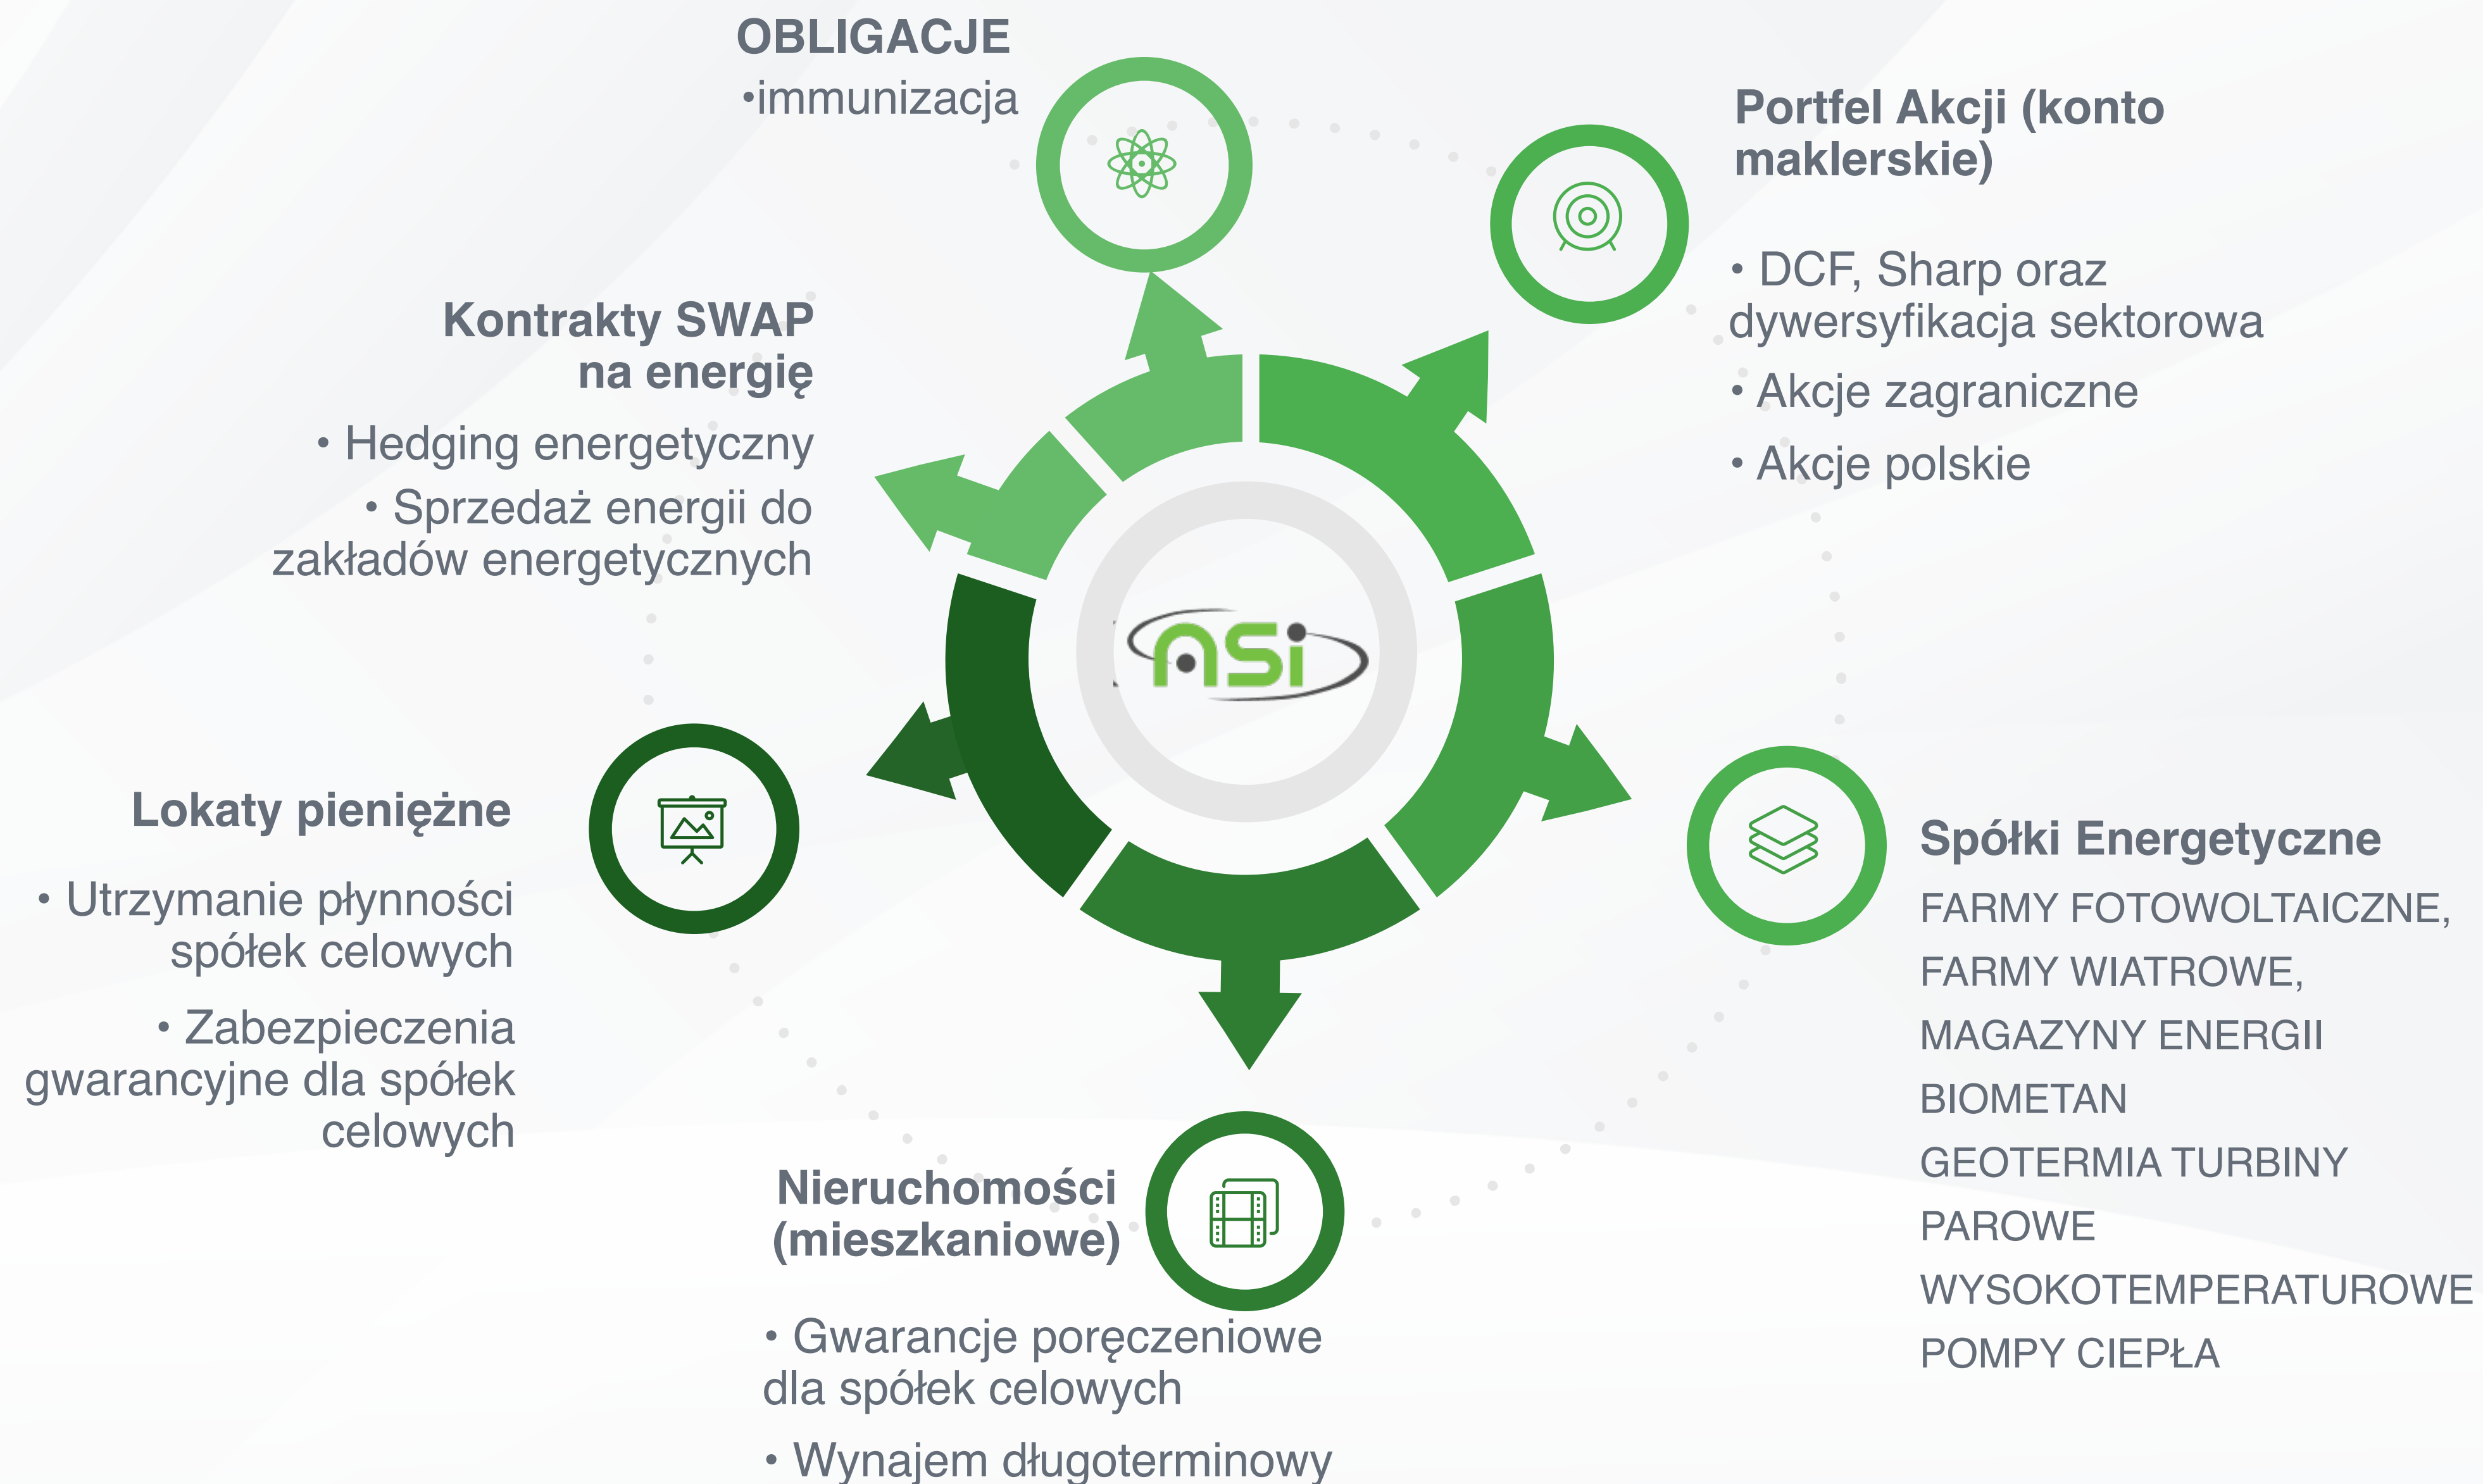 OBLIGACJE
•immunizacja
Portfel Akcji (konto
maklerskie)
• DCF, Sharp oraz
dywersyfikacja sektorowa
• Akcje zagraniczne
• Akcje polskie
Kontrakty SWAP
na energię
• Hedging energetyczny
• Sprzedaż energii do
zakładów energetycznych
ASi
Lokaty pieniężne
• Utrzymanie płynności
spółek celowych
• Zabezpieczenia
gwarancyjne dla spółek
celowych
Spółki Energetyczne
FARMY FOTOWOLTAICZNE,
FARMY WIATROWE,
MAGAZYNY ENERGII
BIOMETAN
GEOTERMIA TURBINY
PAROWE
WYSOKOTEMPERATUROWE
POMPY CIEPŁA
Nieruchomości
(mieszkaniowe)
• Gwarancje poręczeniowe
dla spółek celowych
• Wynajem długoterminowy